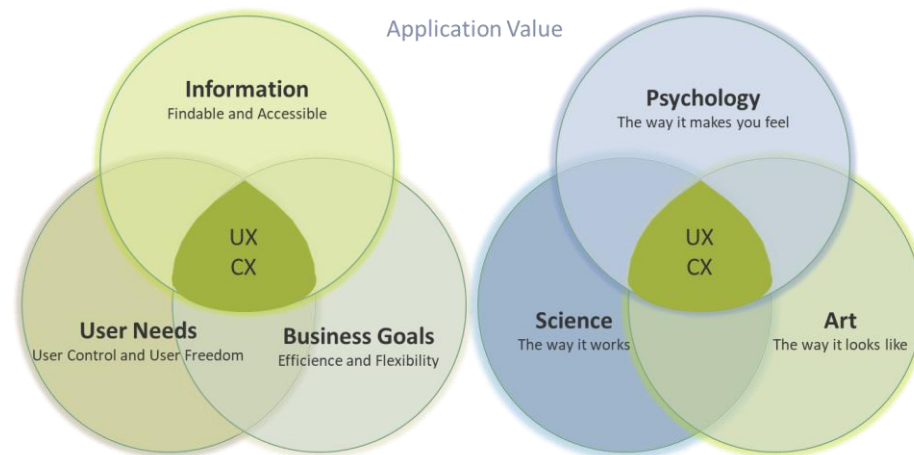 Application Value
Information
Findable and Accessible
UX
CX
User Needs
User Control and User Freedom
Business Goals
Efficience and Flexibility
Psychology
The way it makes you feel
UX
CX
Science
The way it works
Art
The way it looks like